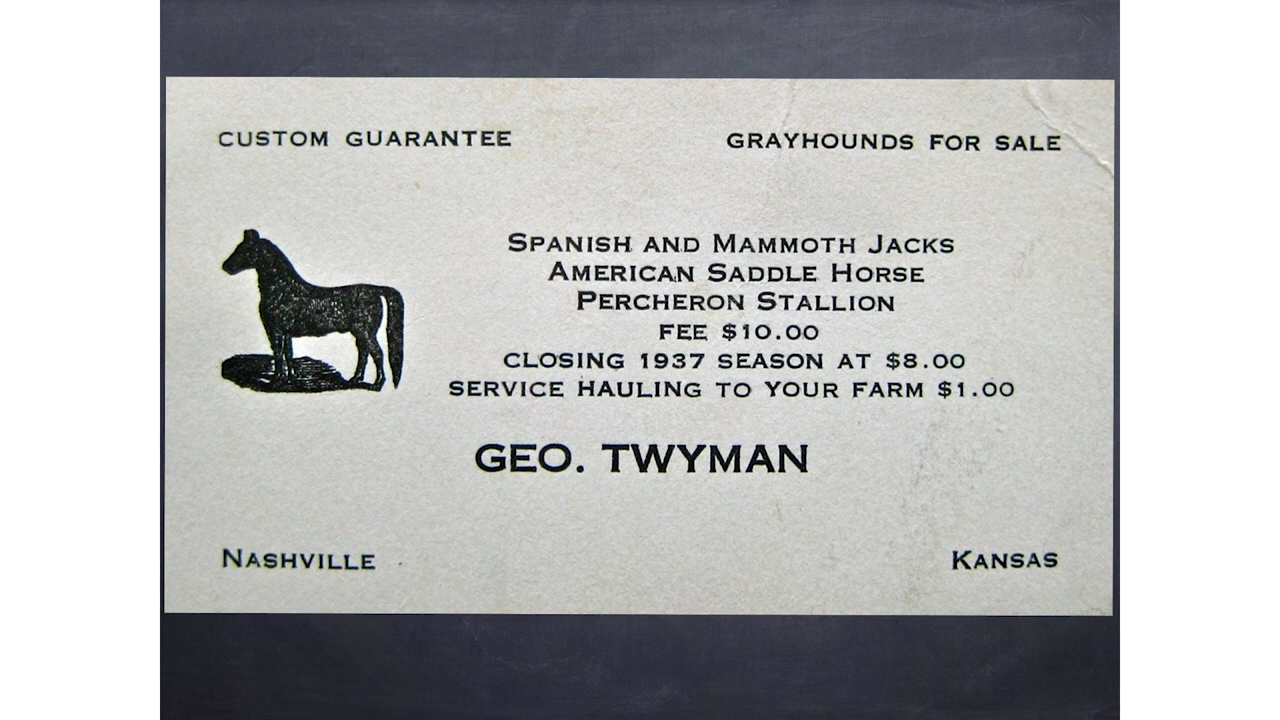 CUSTOM GUARANTEE GRAYHOUNDS FOR SALE
SPANISH AND MAMMOTH JACKS
AMERICAN SADDLE HORSE
PERCHERON STALLION
FEE $10.00
CLOSING 1937 SEASON AT $8.00
SERVICE HAULING TO YOUR FARM $1.00
GEO. TWYMAN
NASHVILLE KANSAS